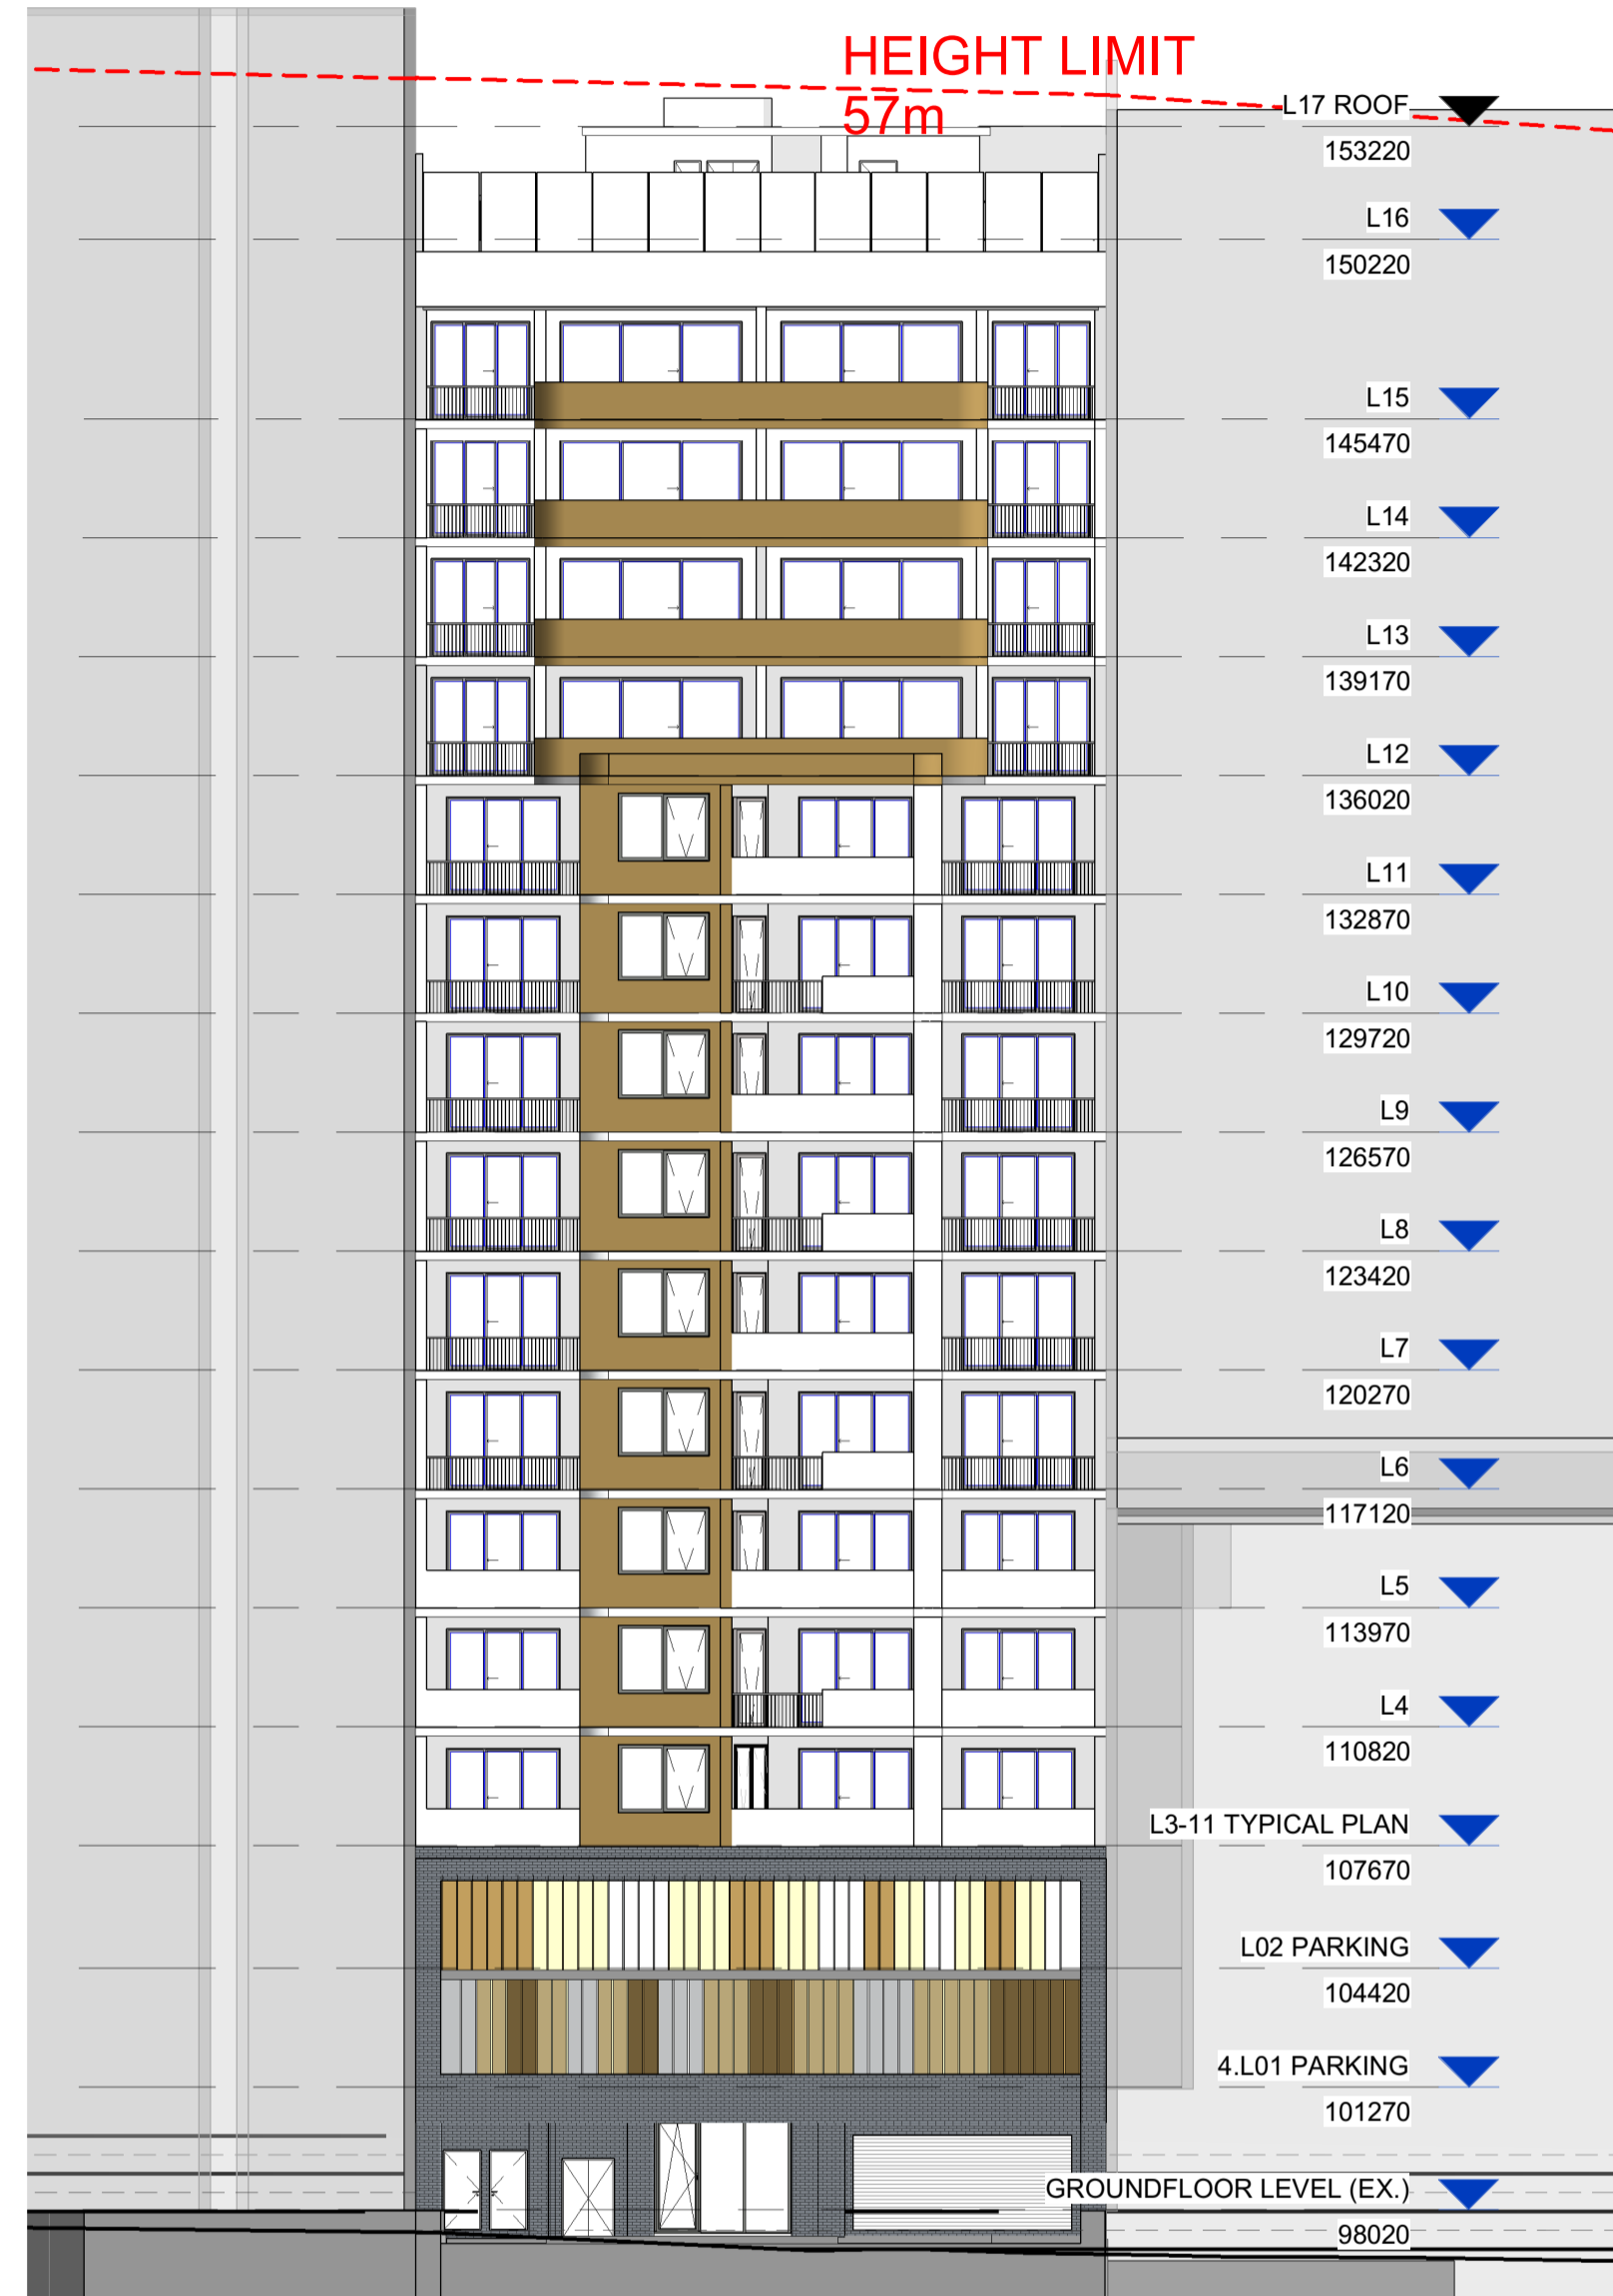 HEIGHT LIMIT
57m
L17 ROOF
153220
L16
150220
L15
145470
L14
142320
L13
139170
L12
136020
L11
132870
L10
129720
L9
126570
L8
123420
L7
120270
L6
117120
L5
113970
L4
110820
L3-11 TYPICAL PLAN
107670
L02 PARKING
104420
4.L01 PARKING
101270
GROUNDFLOOR LEVEL (EX.)
98020